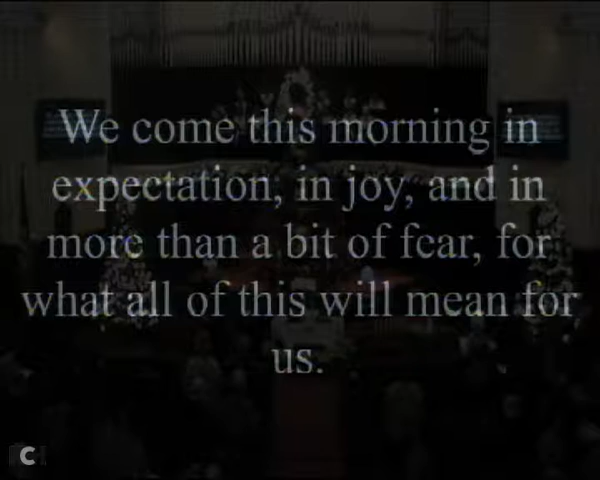 We come this morning in
expectation, in joy, and in
more than a bit of fear, for
what all of this will mean for
us.
C